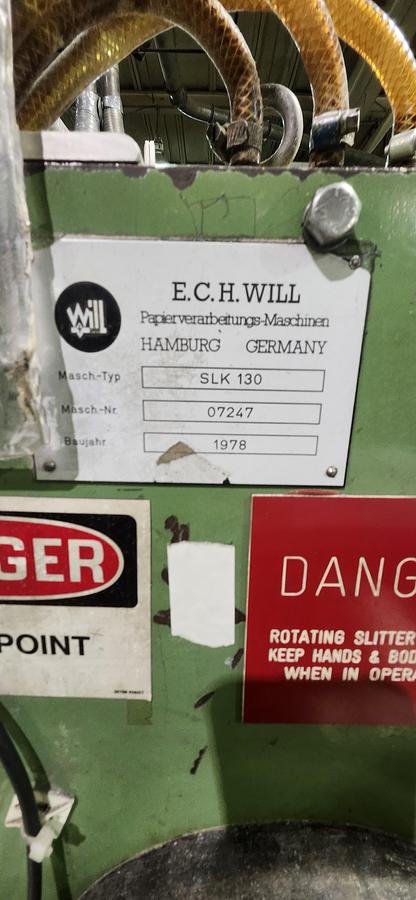 Will
E.C.H. WILL
Papierverarbeitungs-Maschinen
HAMBURG GERMANY
Masch.-Typ SLK 130
Masch.-Nr. 07247
Baujahr 1978
GER
POINT
DANG
ROTATING SLITTER
KEEP HANDS & BOD
WHEN IN OPERA